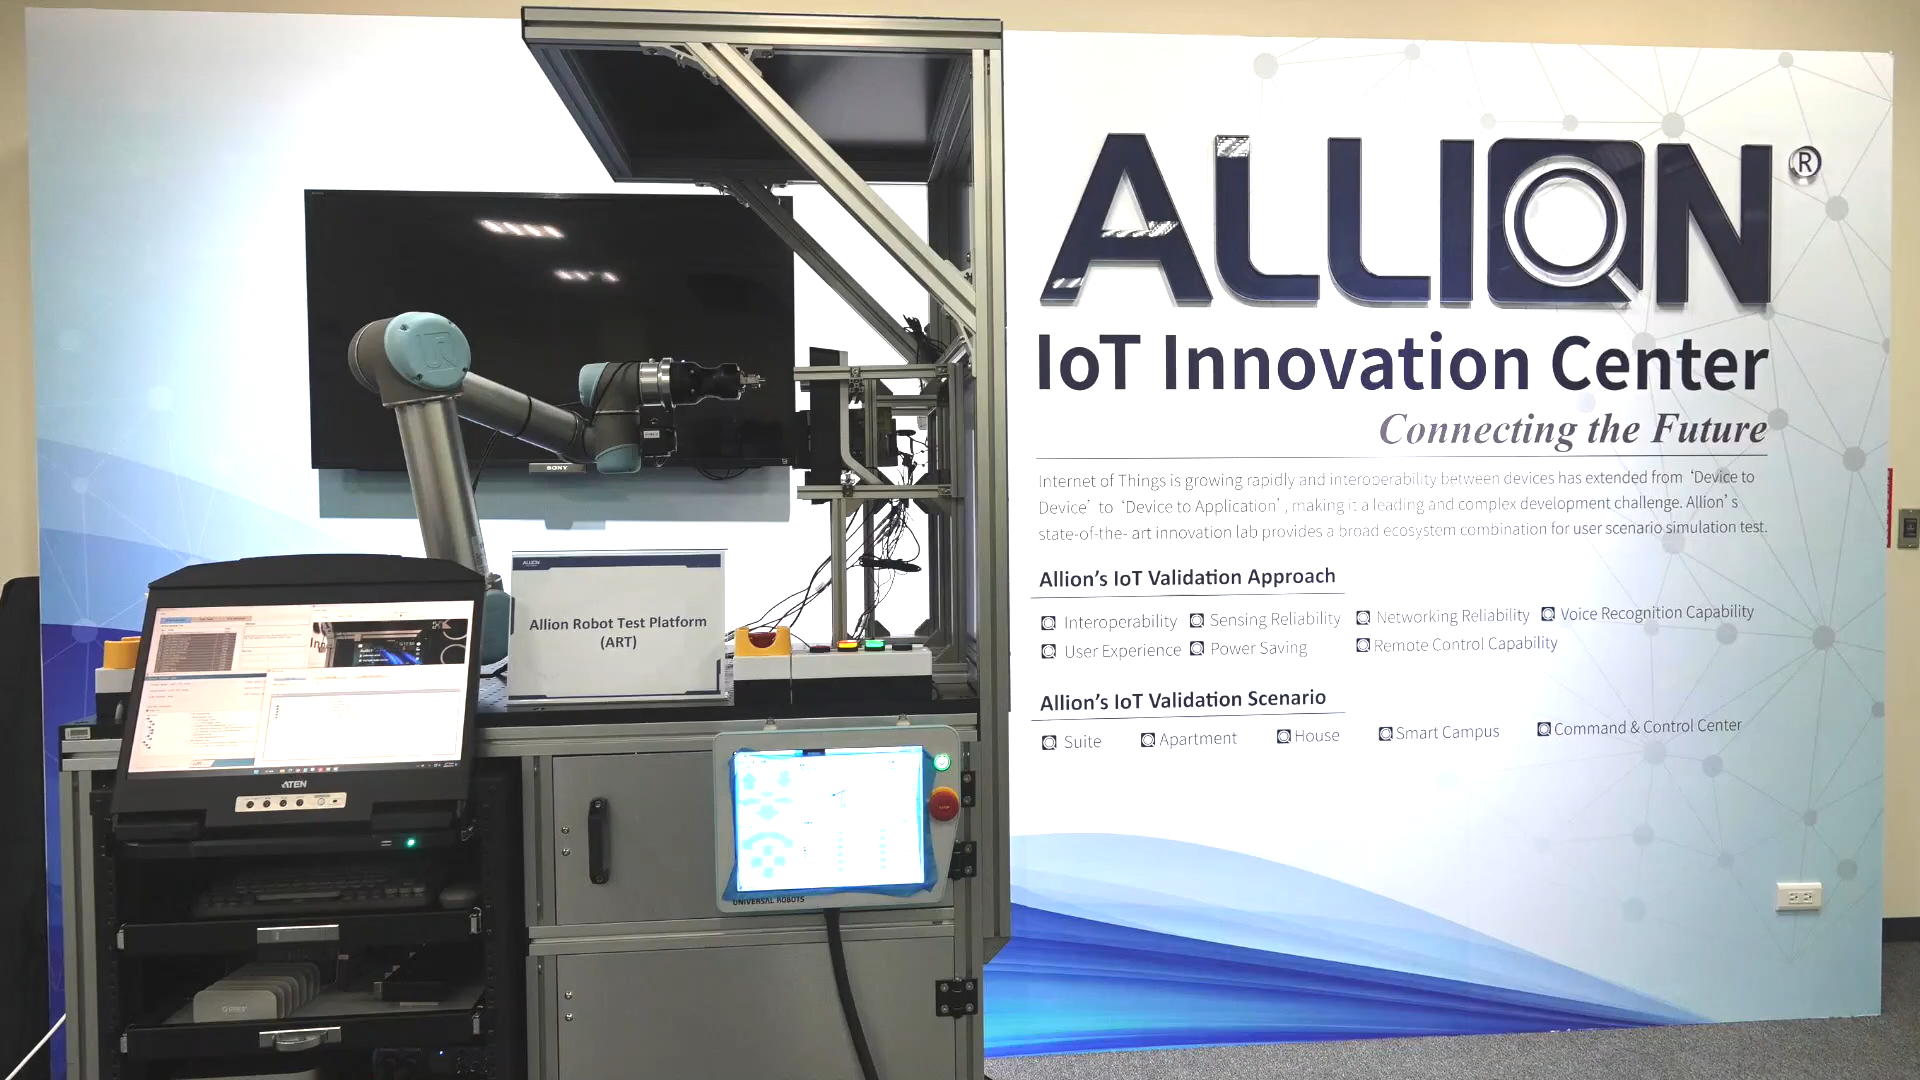 ALLION®
IoT Innovation Center
Connecting the Future
Internet of Things is growing rapidly and interoperability between devices has extended from ‘Device to
Device’ to ‘Device to Application’, making it a leading and complex development challenge. Allion’s
state-of-the- art innovation lab provides a broad ecosystem combination for user scenario simulation test.
Allion’s IoT Validation Approach
Interoperability Sensing Reliability Networking Reliability Voice Recognition Capability
User Experience Power Saving Remote Control Capability
Allion’s IoT Validation Scenario
Suite Apartment House Smart Campus Command & Control Center
SONY
ALLION
Allion Robot Test Platform
(ART)
ATEN
UNIVERSAL ROBOTS